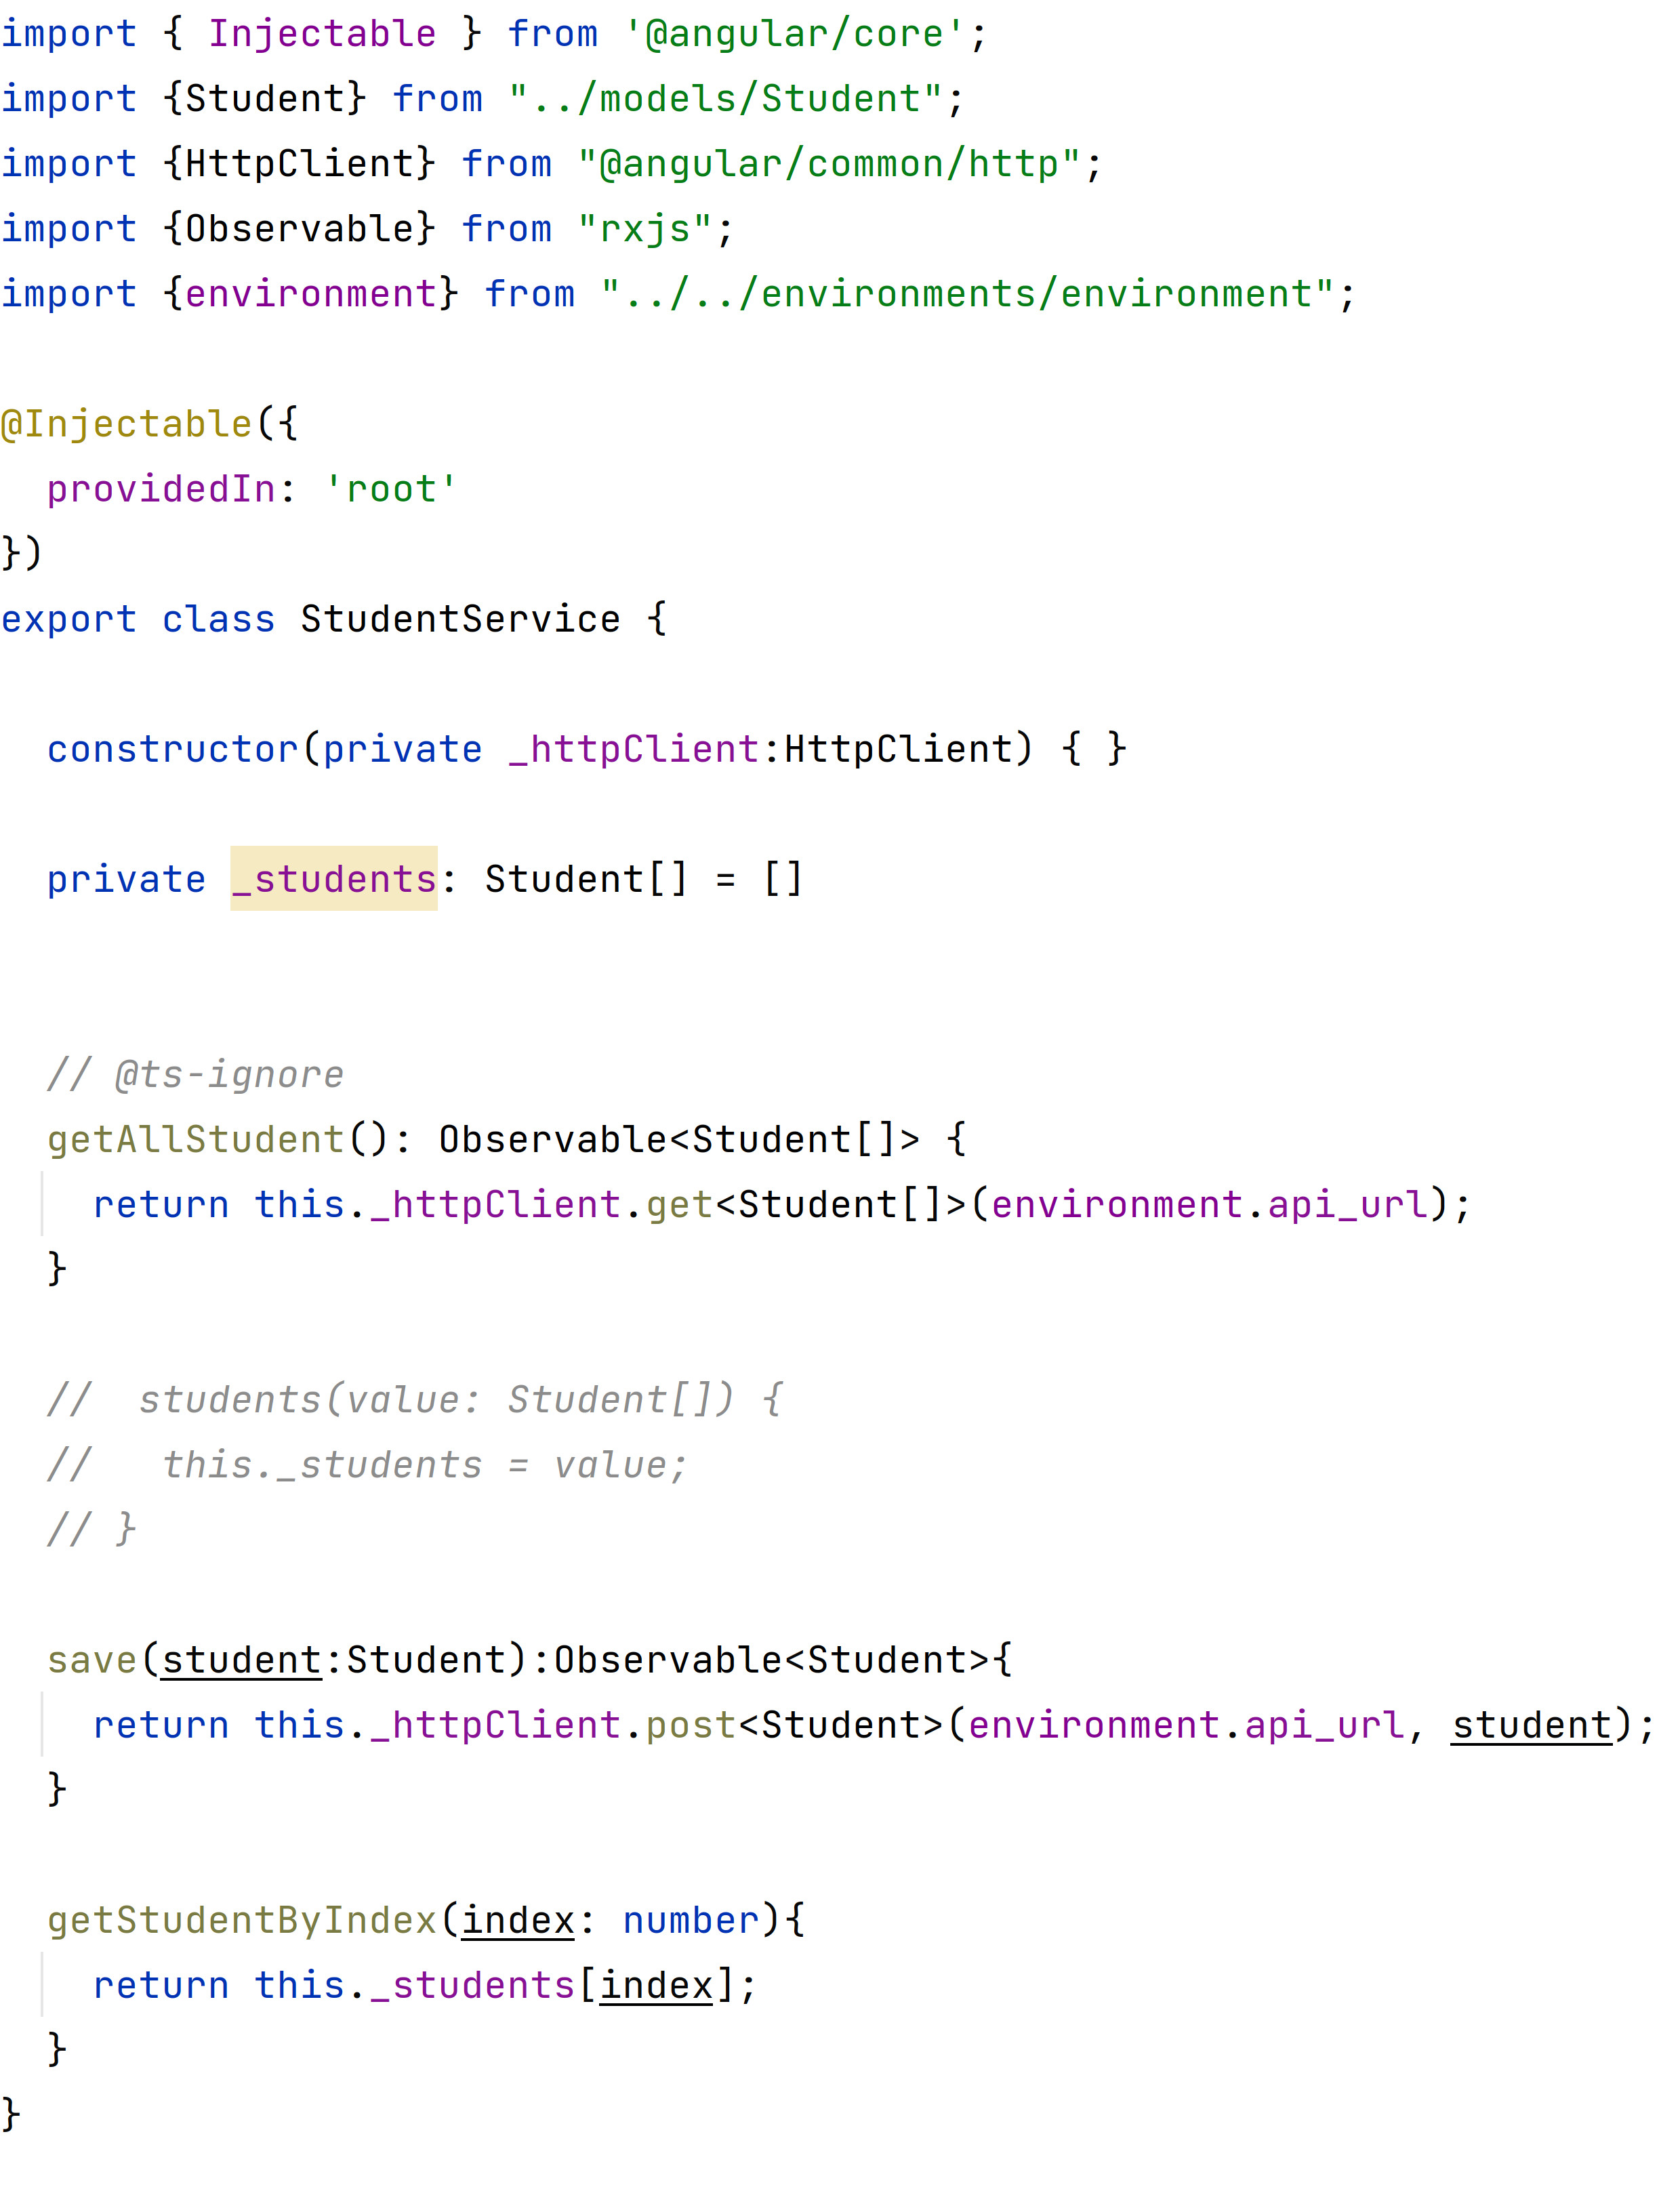 import { Injectable } from '@angular/core';
import {Student} from "../models/Student";
import {HttpClient} from "@angular/common/http";
import {Observable} from "rxjs";
import {environment} from "../../environments/environment";

@Injectable({
  providedIn: 'root'
})
export class StudentService {

  constructor(private _httpClient:HttpClient) { }

  private _students: Student[] = []


  // @ts-ignore
  getAllStudent(): Observable<Student[]> {
    return this._httpClient.get<Student[]>(environment.api_url);
  }

  //  students(value: Student[]) {
  //   this._students = value;
  // }

  save(student:Student):Observable<Student>{
    return this._httpClient.post<Student>(environment.api_url, student);
  }

  getStudentByIndex(index: number){
    return this._students[index];
  }
}